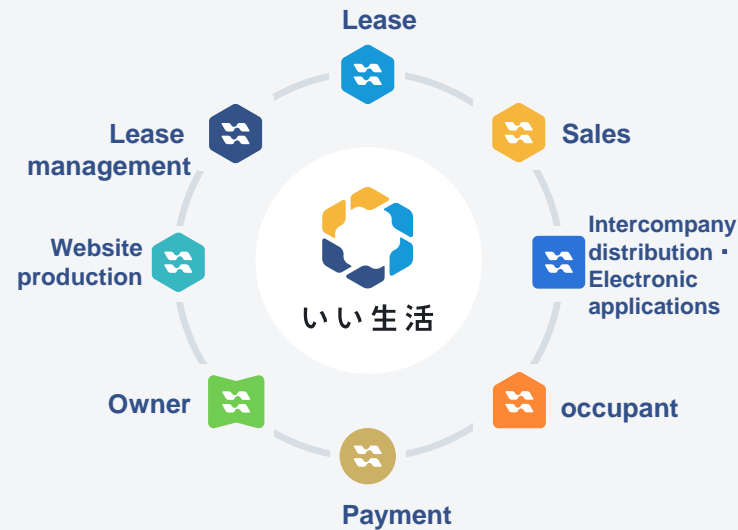 Lease
Sales
Intercompany
distribution・
Electronic
applications
occupant
Payment
Owner
Website
production
Lease
management
いい生活